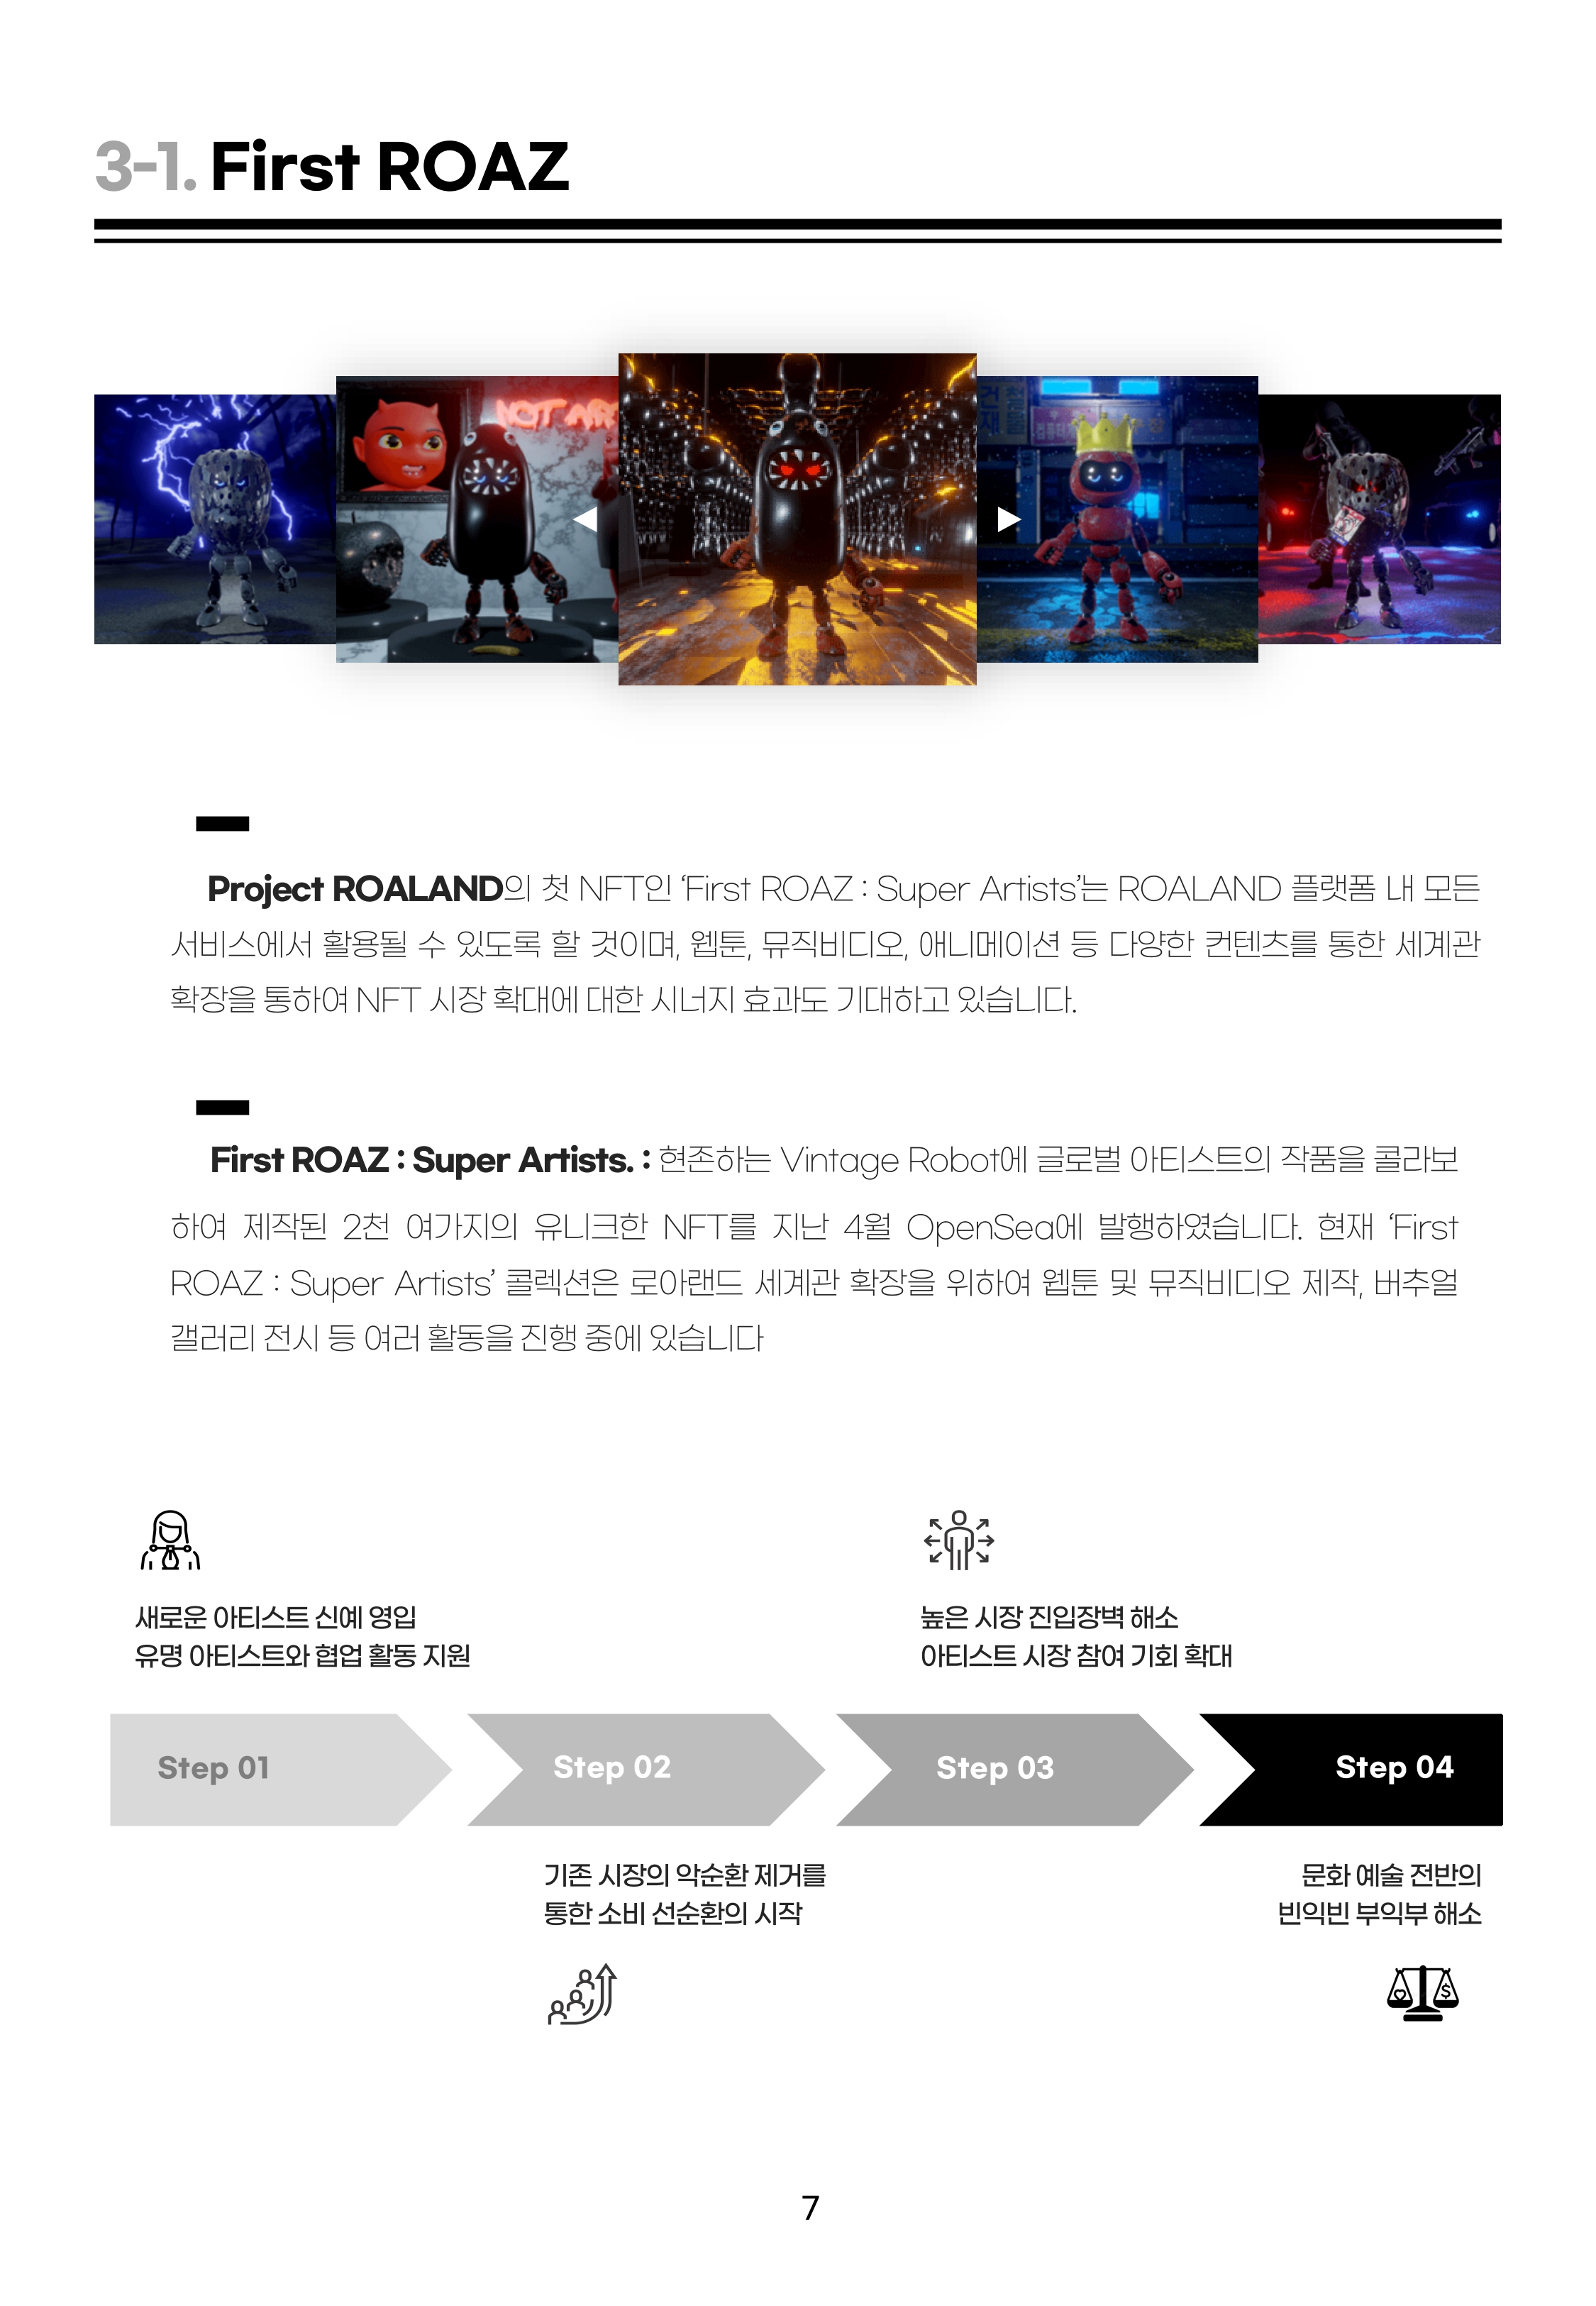 3-1. First ROAZ
NOT AR
Project ROALAND의 첫 NFT인 ‘First ROAZ : Super Artists’는 ROALAND 플랫폼 내 모든
서비스에서 활용될 수 있도록 할 것이며, 웹툰, 뮤직비디오, 애니메이션 등 다양한 컨텐츠를 통한 세계관
확장을 통하여 NFT 시장 확대에 대한 시너지 효과도 기대하고 있습니다.
First ROAZ : Super Artists. : 현존하는 Vintage Robot에 글로벌 아티스트의 작품을 콜라보
하여 제작된 2천 여가지의 유니크한 NFT를 지난 4월 OpenSea에 발행하였습니다. 현재 ‘First
ROAZ : Super Artists’ 콜렉션은 로아랜드 세계관 확장을 위하여 웹툰 및 뮤직비디오 제작, 버추얼
갤러리 전시 등 여러 활동을 진행 중에 있습니다
새로운 아티스트 신예 영입
유명 아티스트와 협업 활동 지원
높은 시장 진입장벽 해소
아티스트 시장 참여 기회 확대
Step 01
Step 02
Step 03
Step 04
기존 시장의 악순환 제거를
통한 소비 선순환의 시작
문화 예술 전반의
빈익빈 부익부 해소
7